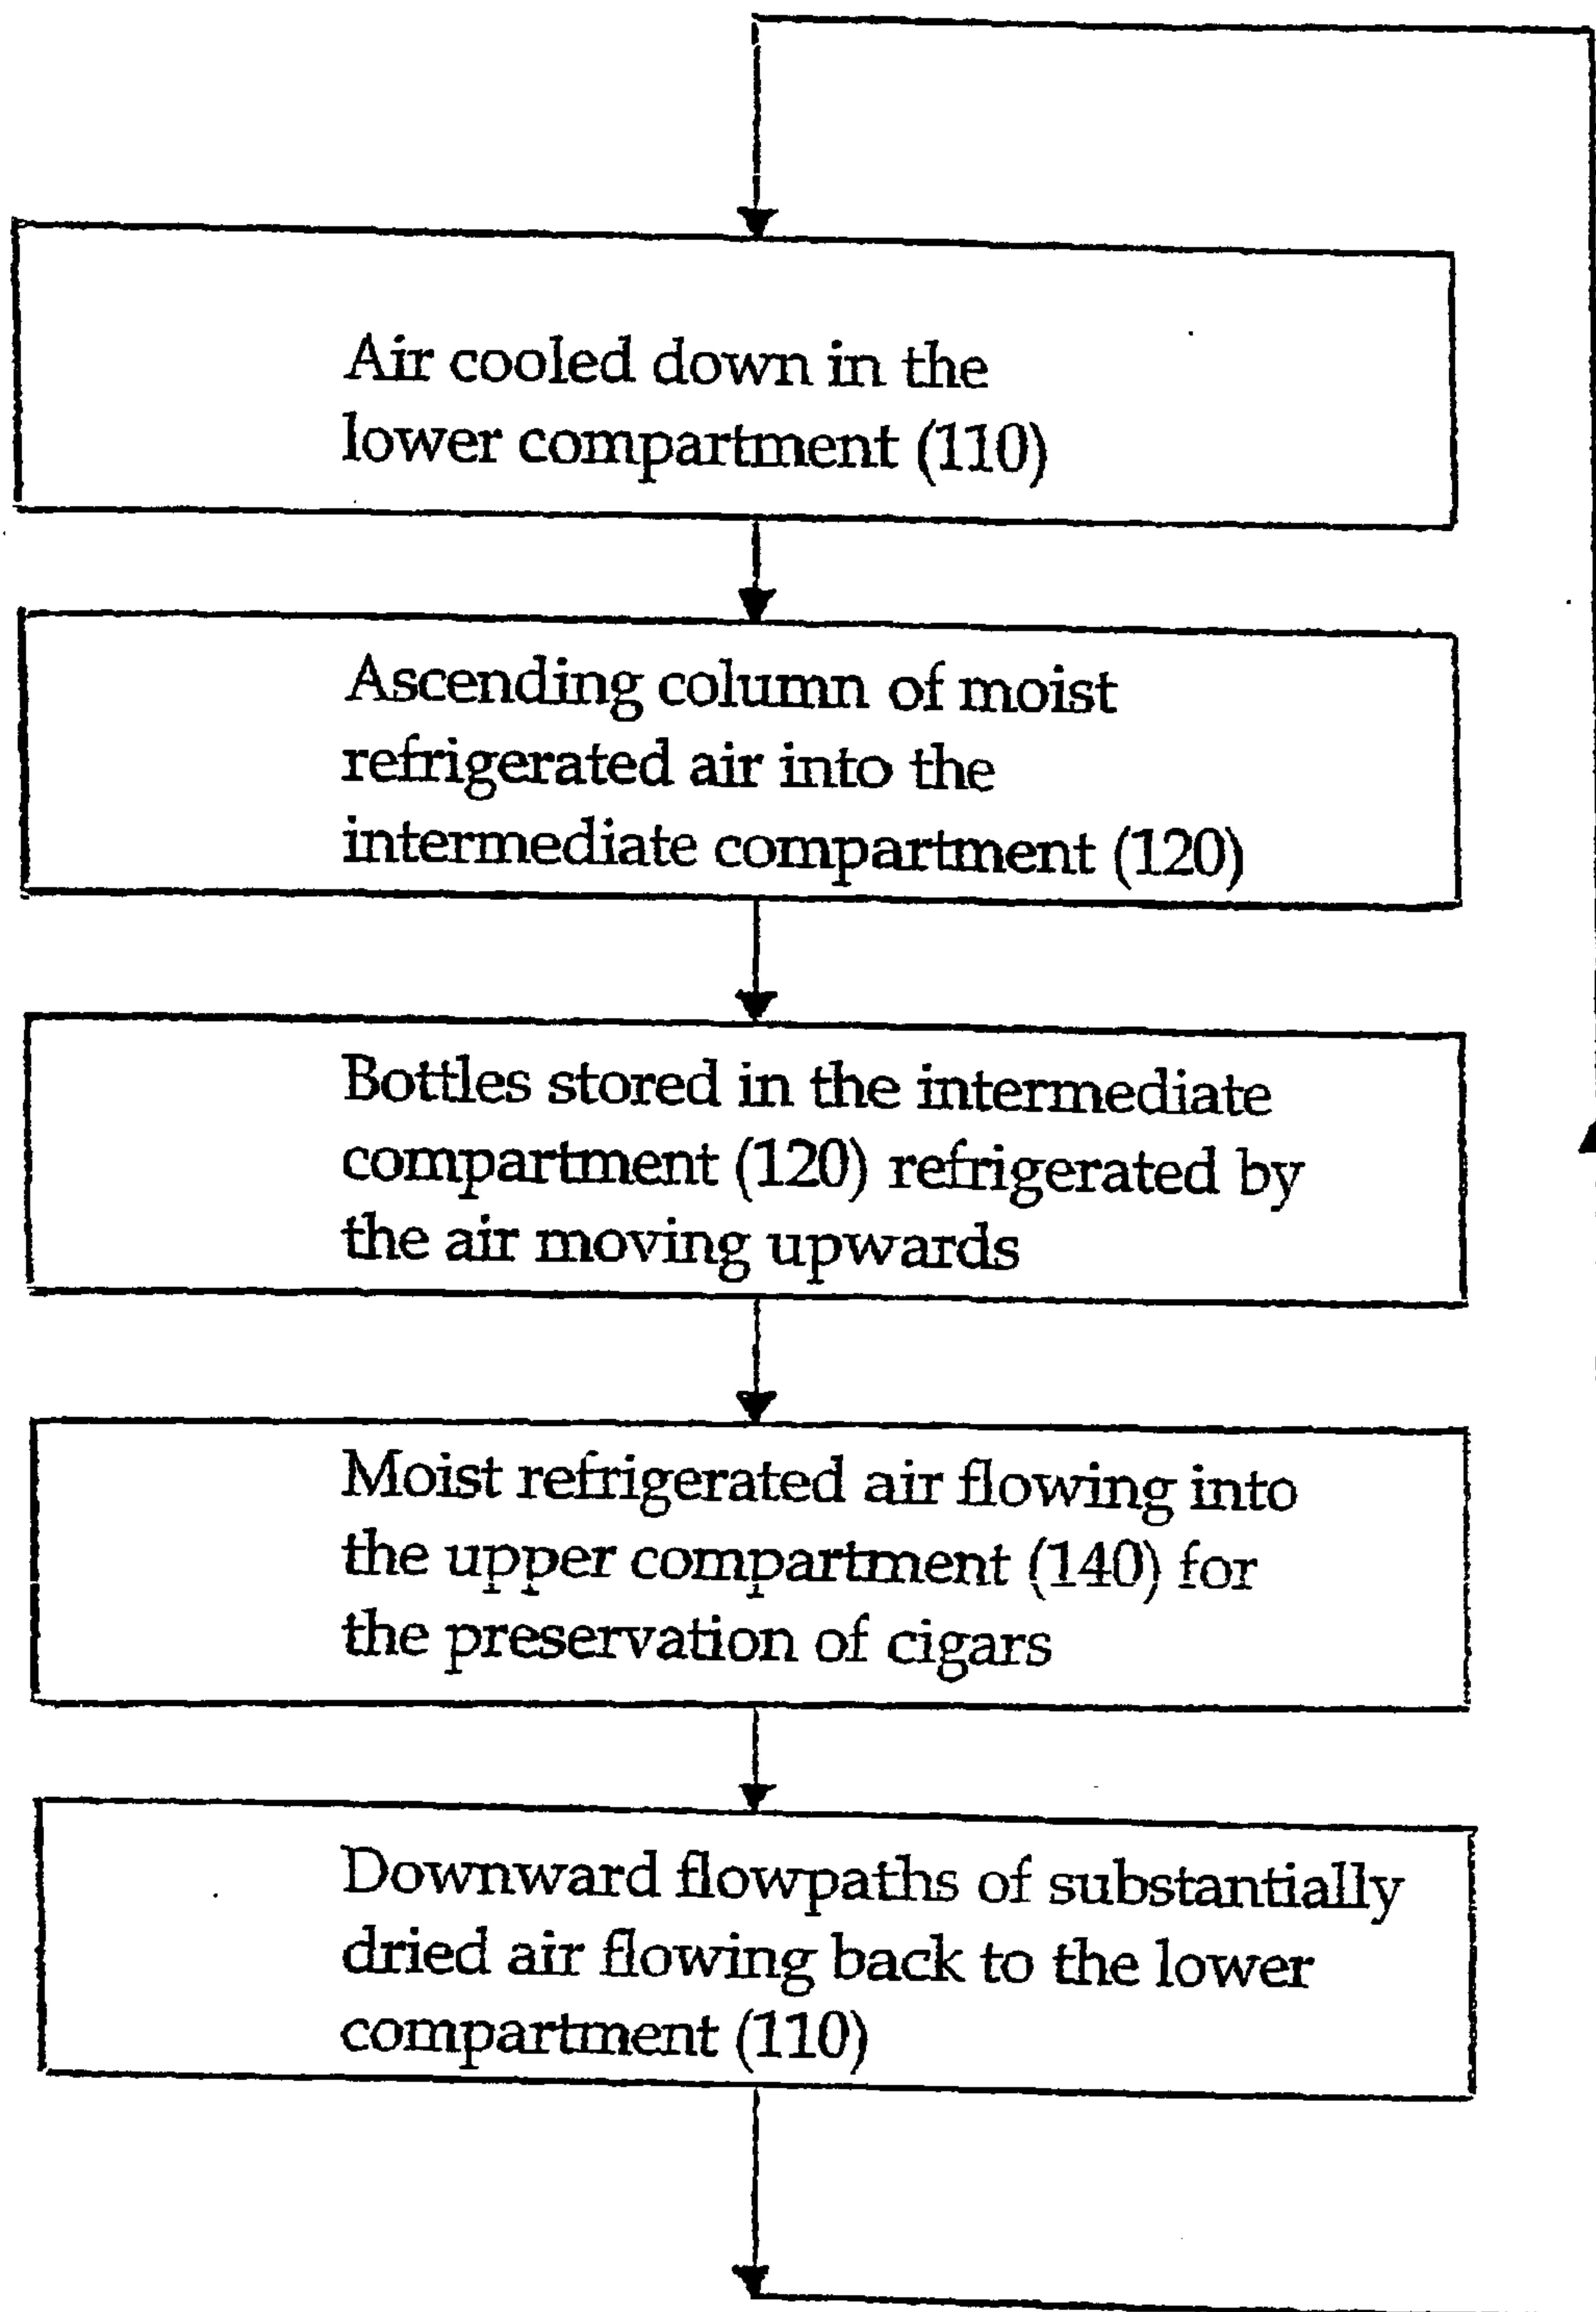 Air cooled down in the
lower compartment (110)
Ascending column of moist
refrigerated air into the
intermediate compartment (120)
Bottles stored in the intermediate
compartment (120) refrigerated by
the air moving upwards
Moist refrigerated air flowing into
the upper compartment (140) for
the preservation of cigars
Downward flowpaths of substantially
dried air flowing back to the lower
compartment (110)